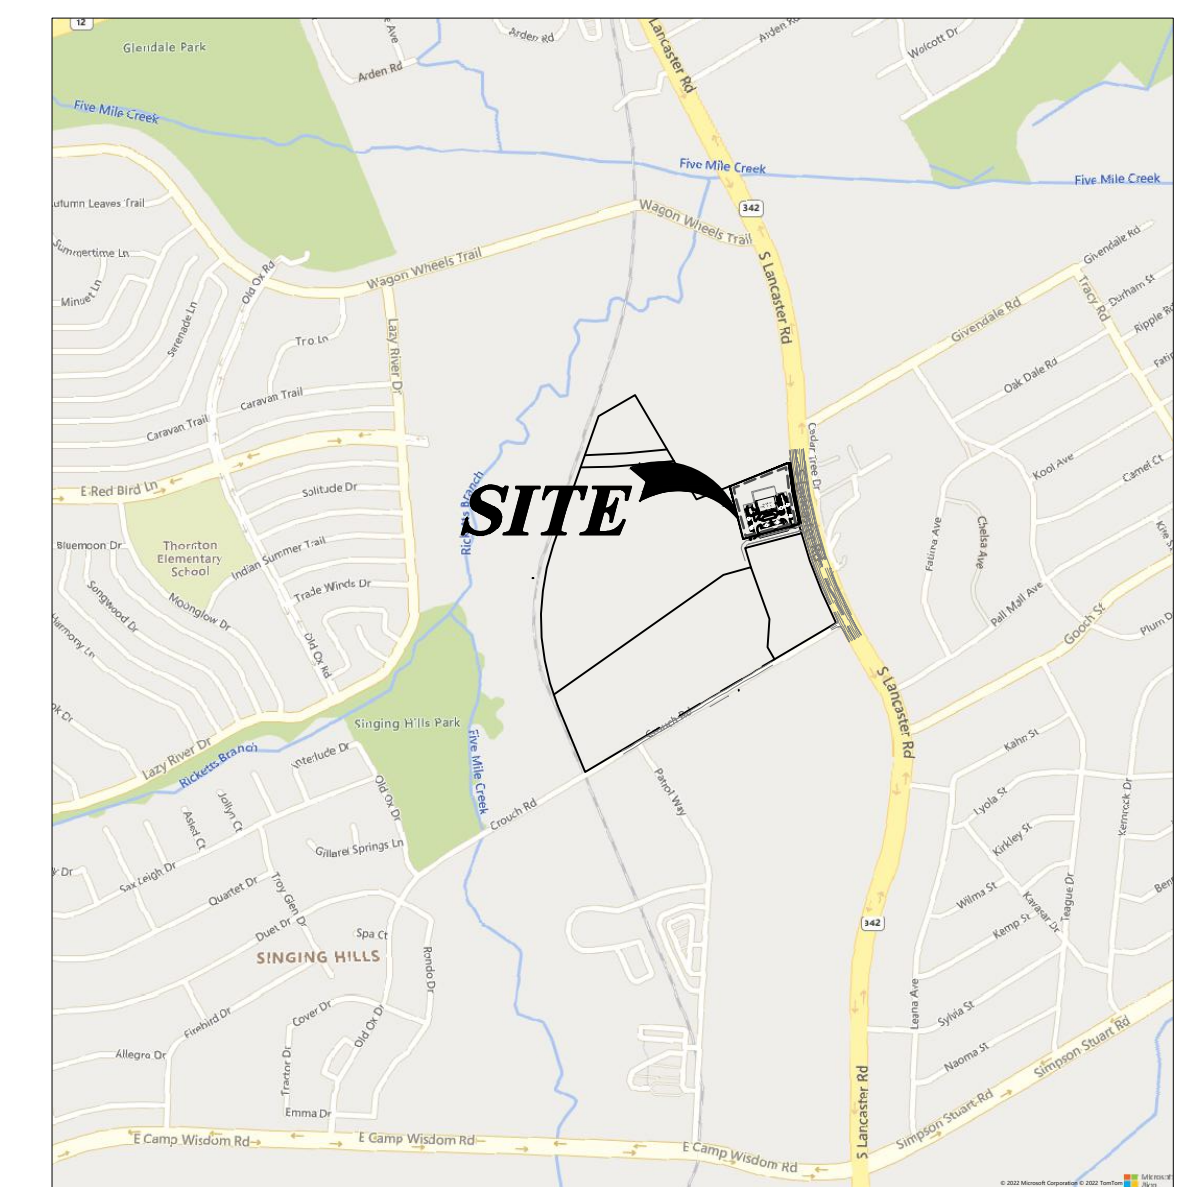 12
Glendale Park
Arden Rd
Arden Rd
Lancaster Rd
Arden Rd
Wolcott Dr
Five Mile Creek
Five Mile Creek
Five Mile Creek
utumn Leaves Trail
342
Wagon Wheels Trail
Wagon Wheels Trail
Summertime Ln
Old Ox Rd
Minuet Ln
Serenade Ln
Tro Ln
Lazy River Dr
S Lancaster Rd
Givendale Rd
Givendale Rd
Tracy Rd
Durham St
Ripple Rd
Oak Dale Rd
Caravan Trail
Caravan Trail
Cedar Tree Dr
Kool Ave
Camel Ct
E Red Bird Ln
Solitude Dr
Ricketts Branch
SITE
Bluemoon Dr
Thornton
Elementary
School
Indian Summer Trail
Trade Winds Dr
Songwood Dr
Moonglow Dr
Harmony Ln
Old Ox Rd
Fatima Ave
Chelsa Ave
Pall Mall Ave
Gooch St
Plum D
S Lancaster Rd
Singing Hills Park
Crouch Rd
Lazy River Dr
Ricketts Branch
Interlude Dr
Five Mile Creek
Old Ox Dr
Crouch Rd
Patrol Way
Kahn St
Lyola St
Kirkley St
Kemrock Dr
Jollyn Ct
Asled Ct
Sax Leigh Dr
Quartet Dr
Troy Glen Dr
Duet Dr
Spa Ct
SINGING HILLS
Rondo Dr
Wilma St
Kemp St
Kavasar Dr
Teague Dr
342
Firebird Dr
Cover Dr
Old Ox Dr
Tractor Dr
Allegro Dr
Emma Dr
Leana Ave
Sylvia St
Naoma St
Simpson Stuart Rd
Simpson Stuart Rd
S Lancaster Rd
E Camp Wisdom Rd
E Camp Wisdom Rd
E Camp Wisdom Rd
© 2022 Microsoft Corporation © 2022 TomTom